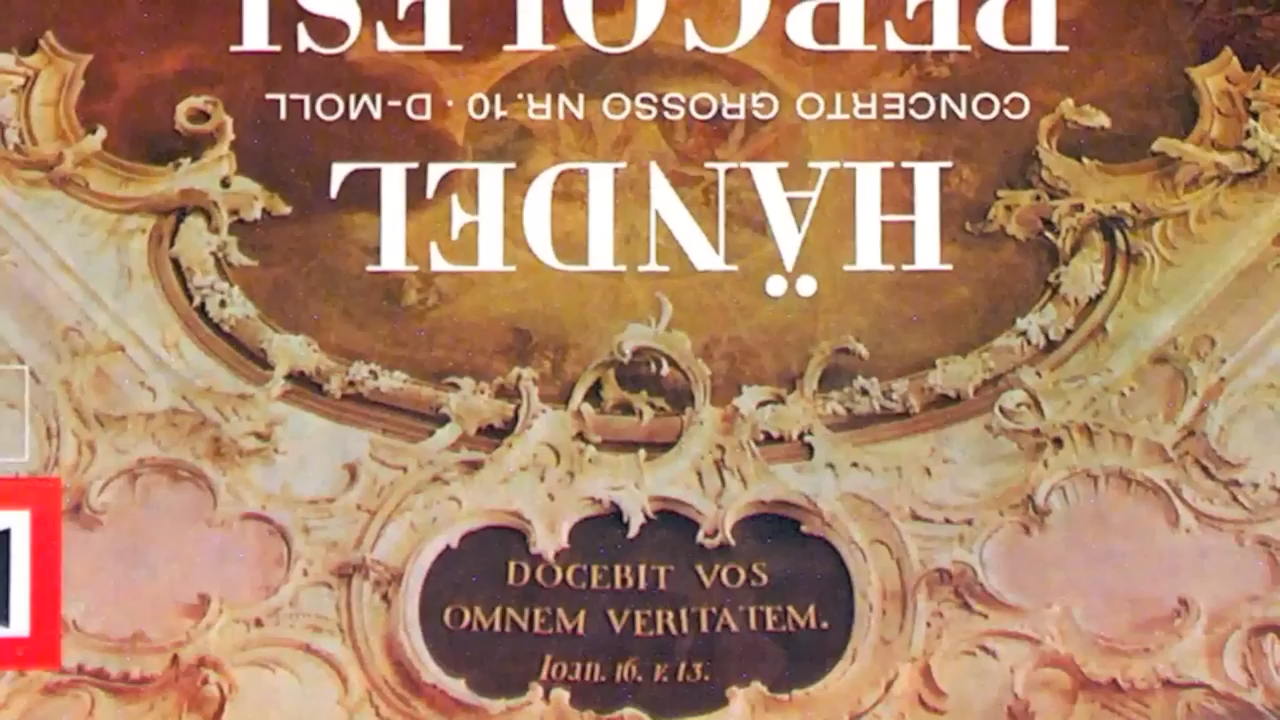 HÄNDEL
CONCERTO GROSSO NR. 10 · D-MOLL
PERGOLESI
DOCEBIT VOS
OMNEM VERITATEM.
Ioan. 16. v. 13.